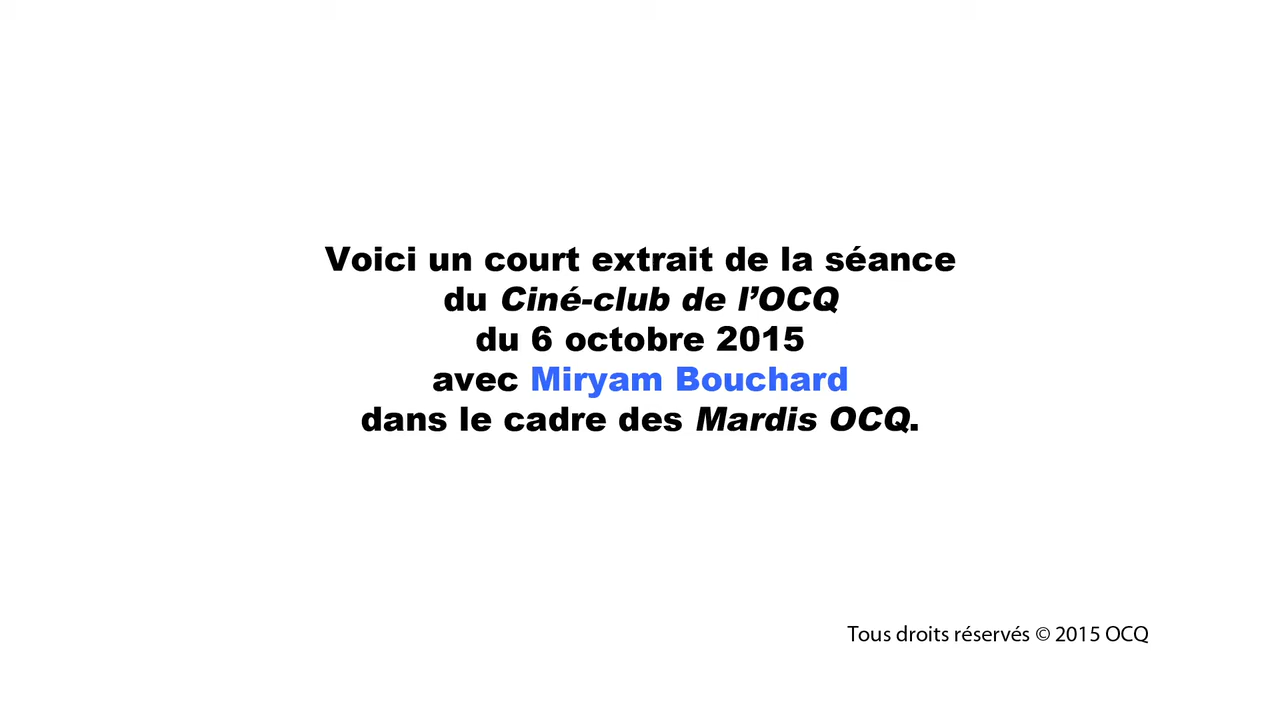 Voici un court extrait de la séance
du Ciné-club de l’OCQ
du 6 octobre 2015
avec Miryam Bouchard
dans le cadre des Mardis OCQ.
Tous droits réservés © 2015 OCQ